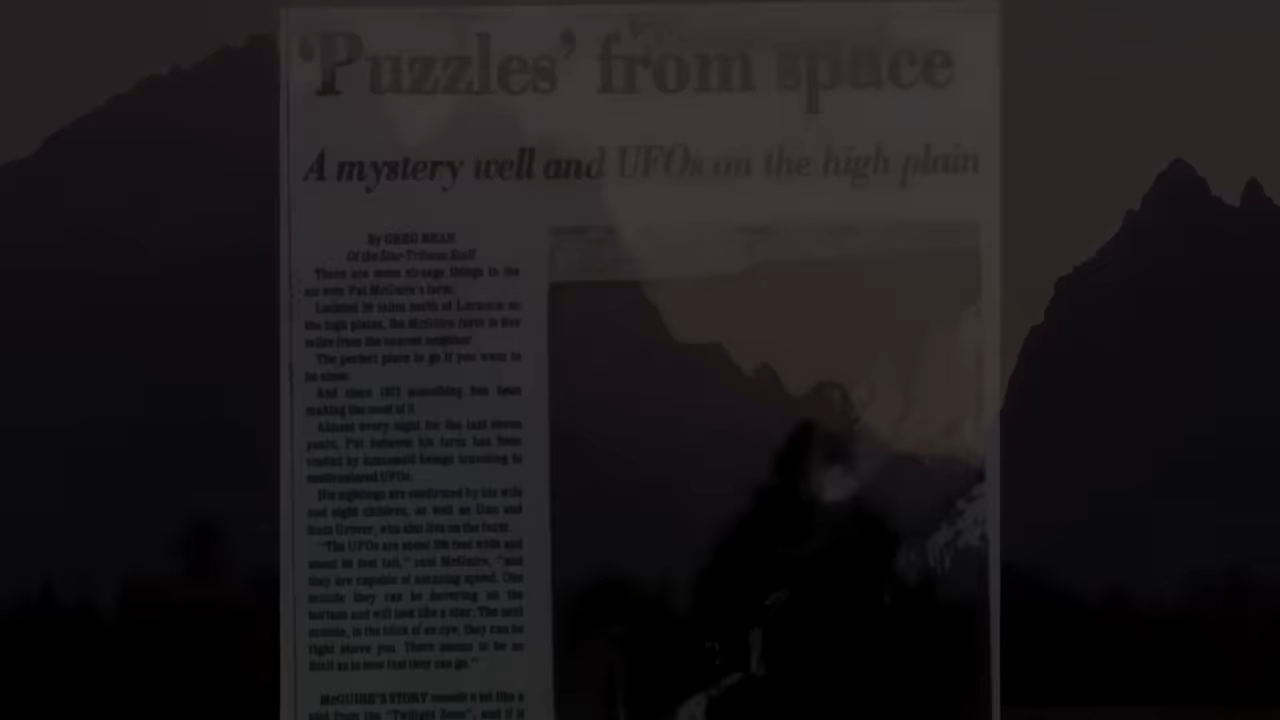 'Puzzles' from space
A mystery well and UFOs on the high plain
By GREG BEAN
Of the Star-Tribune Staff
There are some strange things in the
air over Pat McGuire's farm.
Located 30 miles north of Laramie on
the high plains, the McGuire farm is five
miles from the nearest neighbor.
The perfect place to go if you want to
be alone.
And since 1973 something has been
making the most of it.
Almost every night for the last seven
years, Pat believes his farm has been
visited by humanoid beings traveling in
UFOs.
His sightings are confirmed by his wife
and eight children, as well as Don and
who also live on the farm.
"The UFOs are about feet wide and
about feet tall," said McGuire, "and
they are capable of amazing speed. One
minute they can be hovering on the
horizon and will look like a star. The next
minute, in the blink of an eye, they can be
right above you. There seems to be no
limit as to how fast they can go."
McGUIRE'S STORY sounds a lot like a
from the "Twilight Zone", and if it